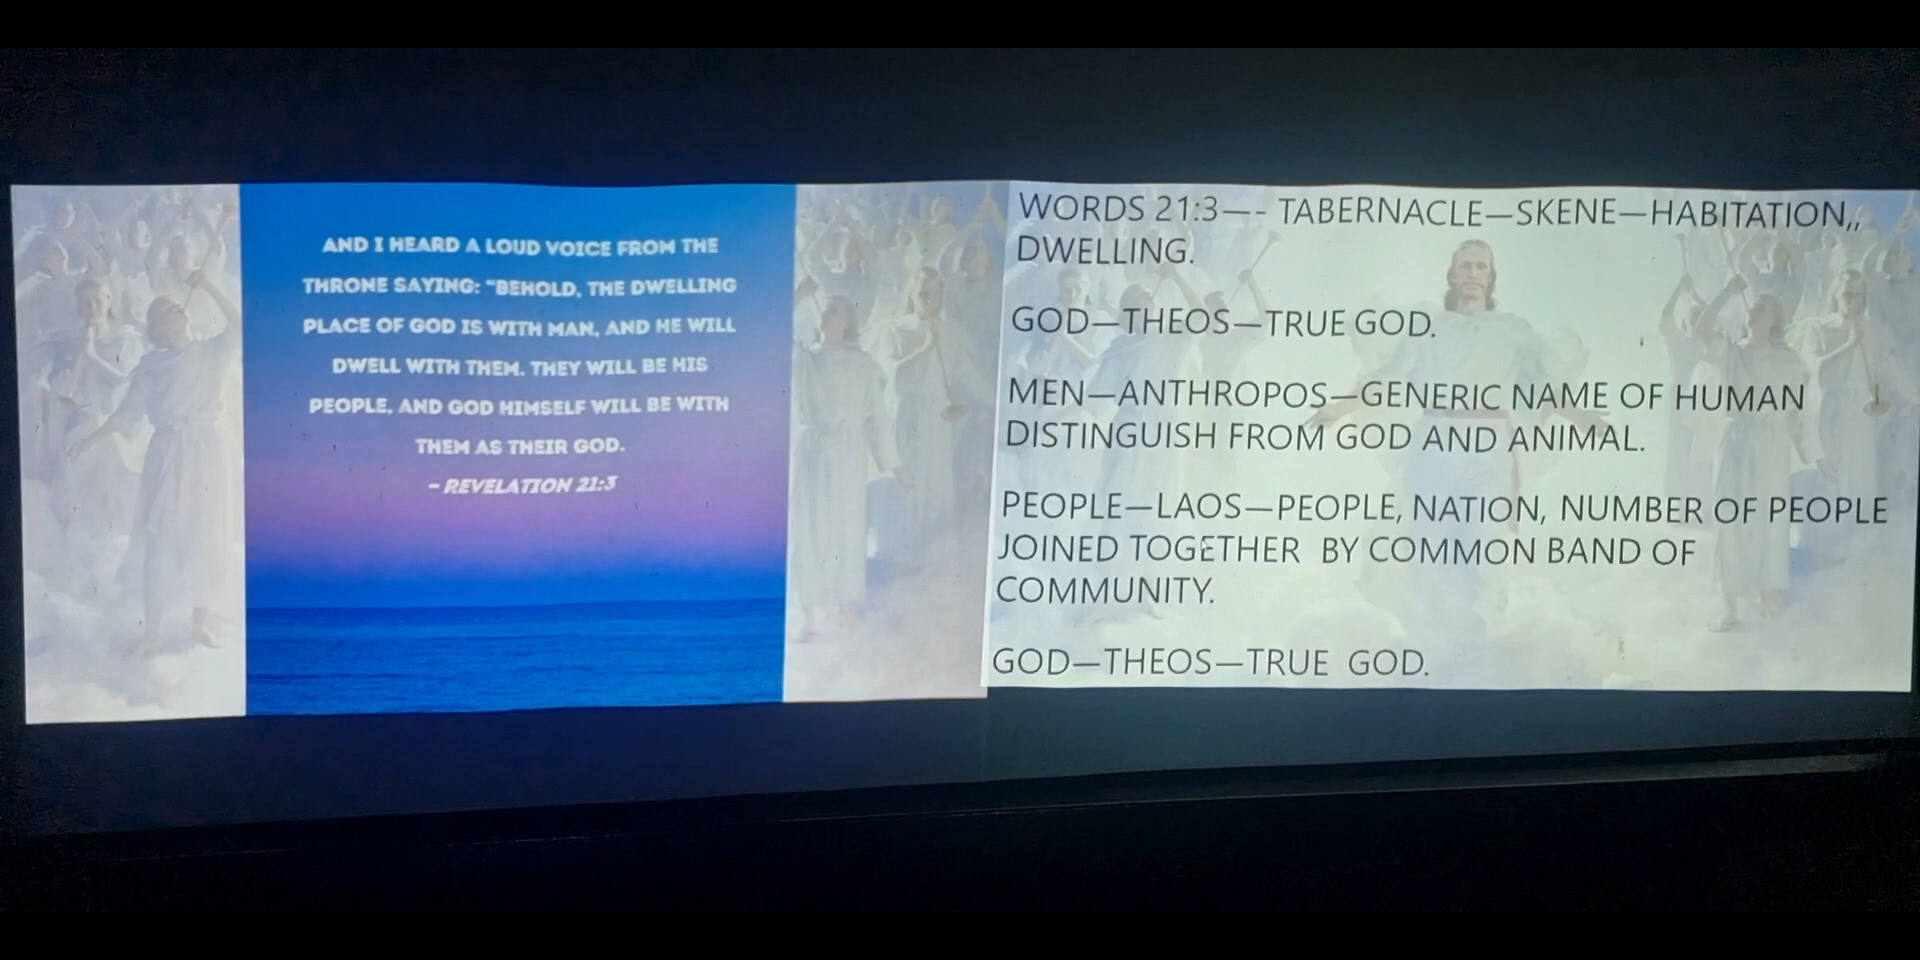 AND I HEARD A LOUD VOICE FROM THE
THRONE SAYING: "BEHOLD, THE DWELLING
PLACE OF GOD IS WITH MAN, AND HE WILL
DWELL WITH THEM. THEY WILL BE HIS
PEOPLE, AND GOD HIMSELF WILL BE WITH
THEM AS THEIR GOD.
– REVELATION 21:3
WORDS 21:3—- TABERNACLE—SKENE—HABITATION,,
DWELLING.
GOD—THEOS—TRUE GOD.
MEN—ANTHROPOS—GENERIC NAME OF HUMAN
DISTINGUISH FROM GOD AND ANIMAL.
PEOPLE—LAOS—PEOPLE, NATION, NUMBER OF PEOPLE
JOINED TOGETHER BY COMMON BAND OF
COMMUNITY.
GOD—THEOS—TRUE GOD.